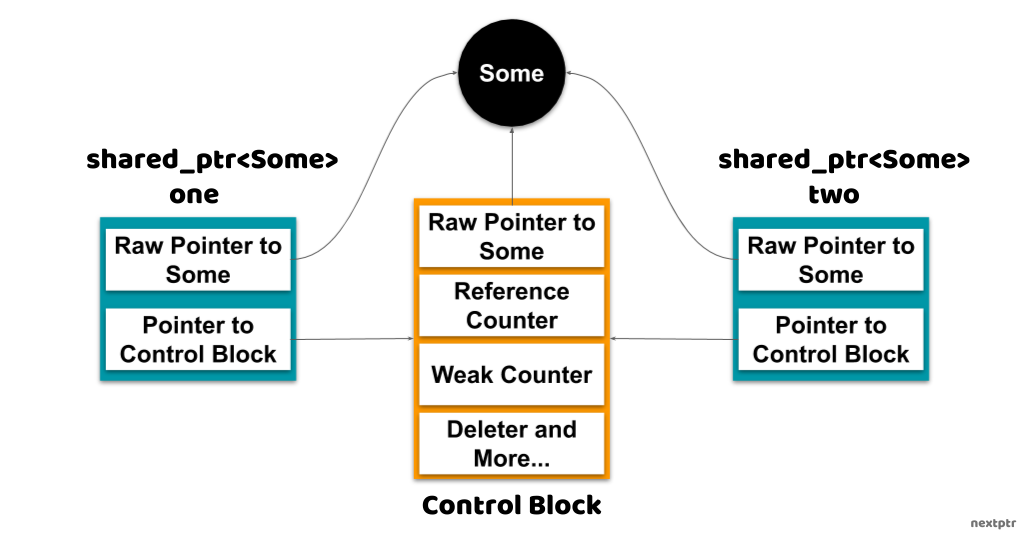 Some
shared_ptr<Some>
one
Raw Pointer to
Some
Pointer to
Control Block
Raw Pointer to
Some
Reference
Counter
Weak Counter
Deleter and
More...
Control Block
shared_ptr<Some>
two
Raw Pointer to
Some
Pointer to
Control Block
nextptr